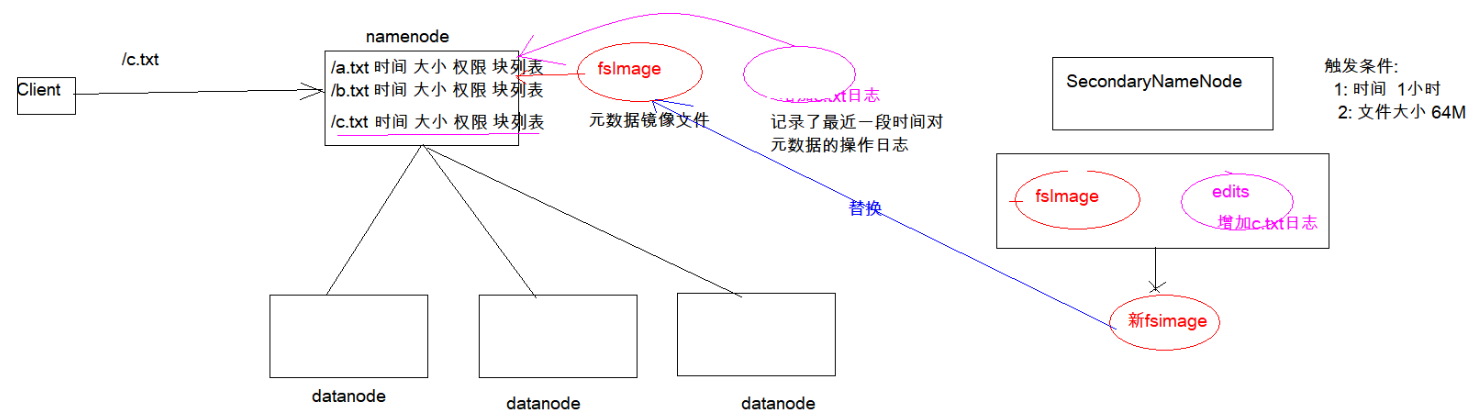 /c.txt
Client
namenode
/a.txt 时间 大小 权限 块列表
/b.txt 时间 大小 权限 块列表
/c.txt 时间 大小 权限 块列表
fsImage
元数据镜像文件
txt日志
记录了最近一段时间对
元数据的操作日志
SecondaryNameNode
触发条件:
1: 时间 1小时
2: 文件大小 64M
fsImage
edits
增加c.txt日志
替换
新fsimage
datanode
datanode
datanode